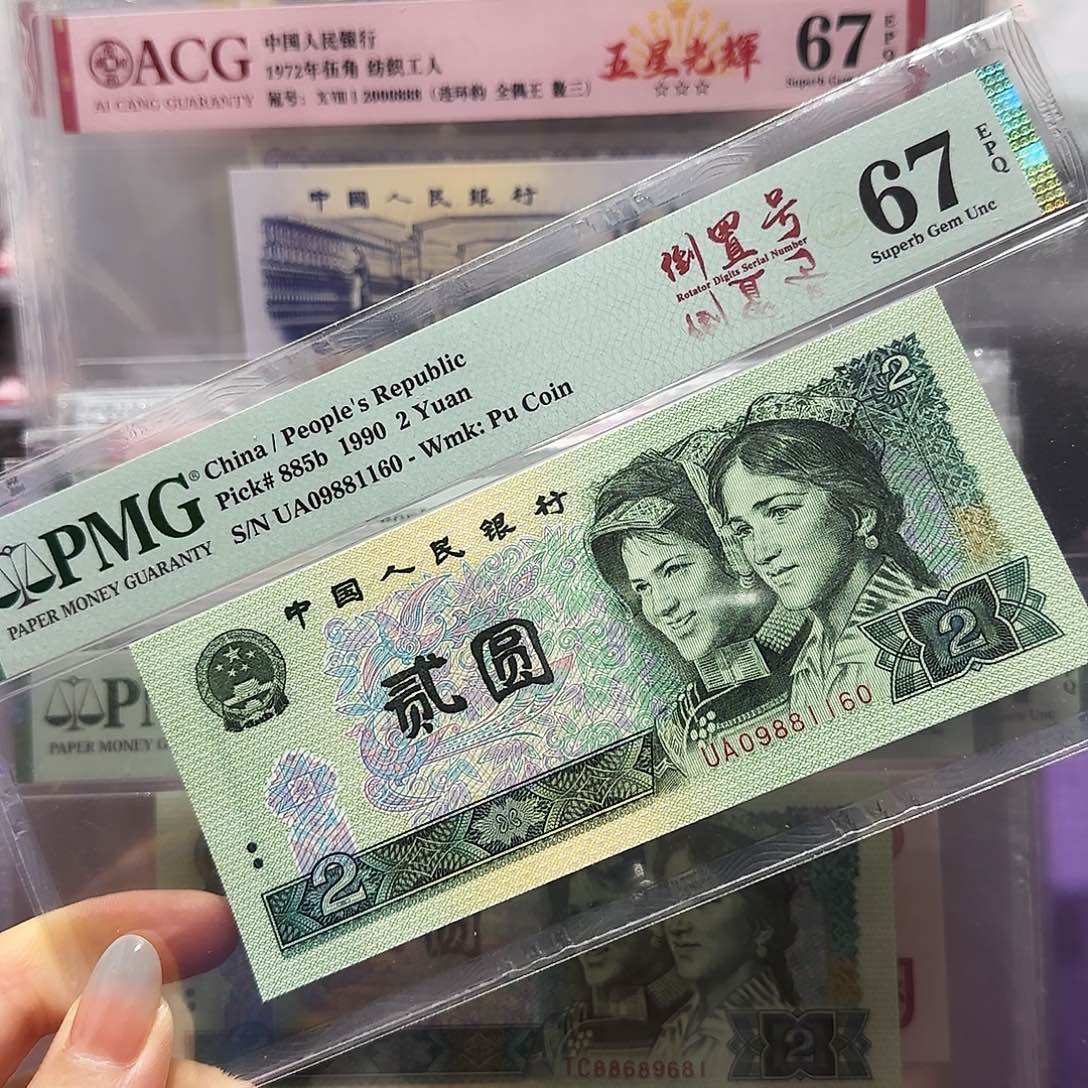 ACG
AI CANG GUARANTY
中国人民银行
1972年伍角 纺织工人
五星光輝
☆☆☆
67
EPQ
中国人民银行
PMG®
PAPER MONEY GUARANTY
China / People's Republic
Pick# 885b 1990 2 Yuan
S/N UA09881160 - Wmk: Pu Coin
倒置号
Rotator Digits Serial Number
67
EPQ
Superb Gem Unc
中国人民银行
贰圆
2
2
2
UA09881160
PAPER MONEY
2
TC88689681